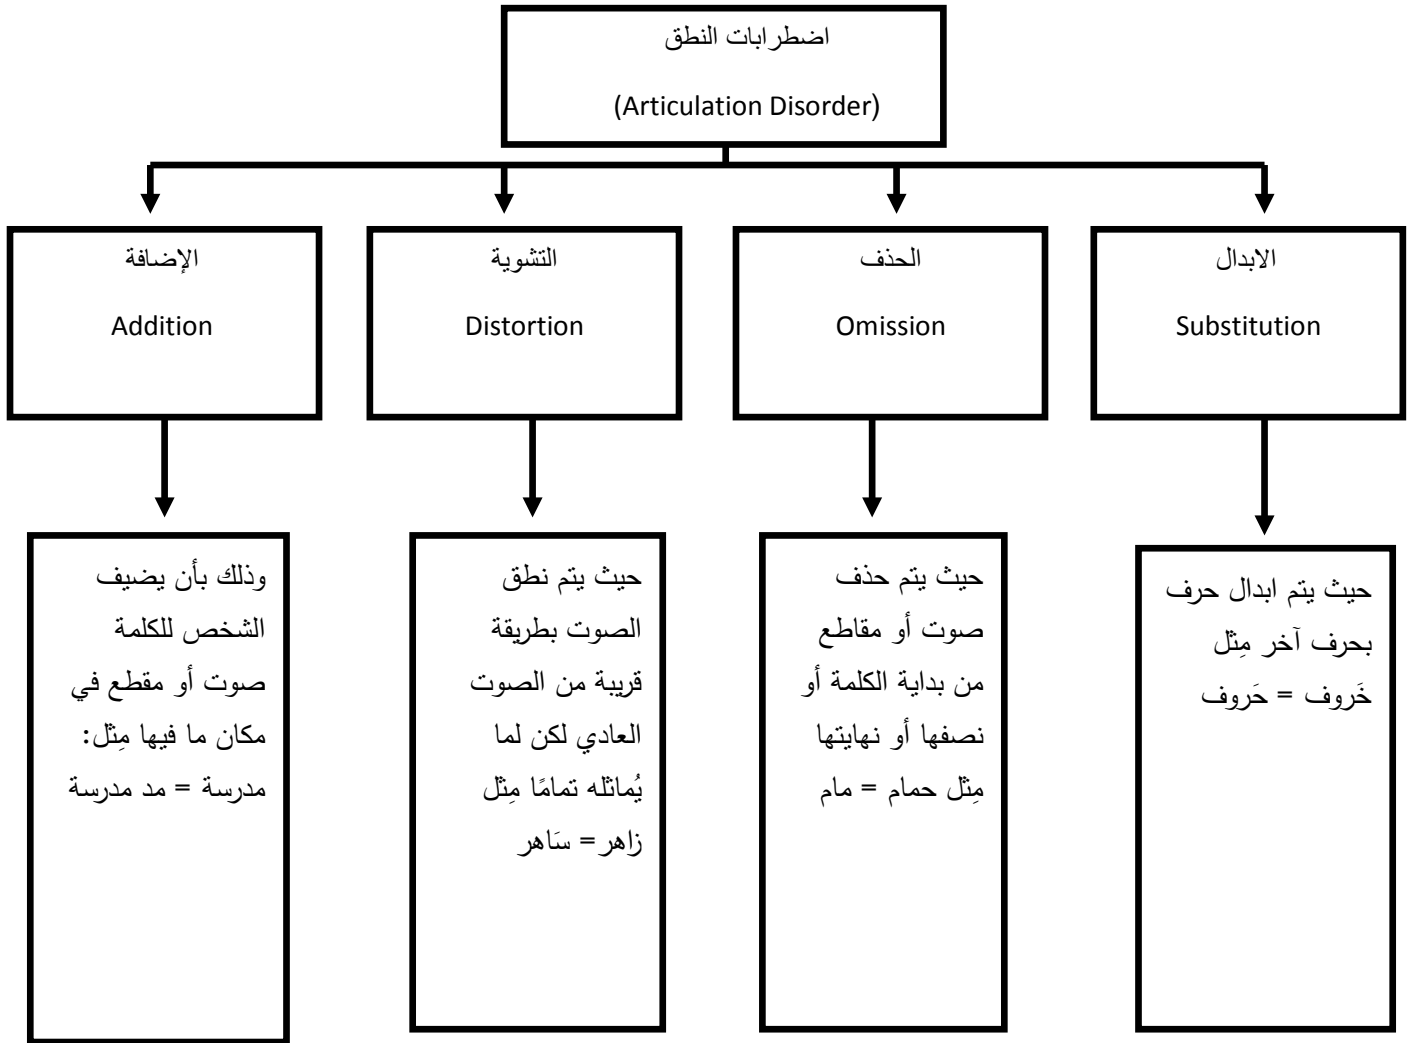 اضطرابات النطق
(Articulation Disorder)
الابدال
Substitution
الحذف
Omission
التشوية
Distortion
الإضافة
Addition
حيث يتم ابدال حرف
بحرف آخر مِثل
خَروف = حَروف
حيث يتم حذف
صوت أو مقاطع
من بداية الكلمة أو
نصفها أو نهايتها
مِثل حمام = مام
حيث يتم نطق
الصوت بطريقة
قريبة من الصوت
العادي لكن لما
يُماثله تمامًا مِثل
زاهر = سَاهر
وذلك بأن يضيف
الشخص للكلمة
صوت أو مقطع في
مكان ما فيها مِثل:
مدرسة = مد مدرسة